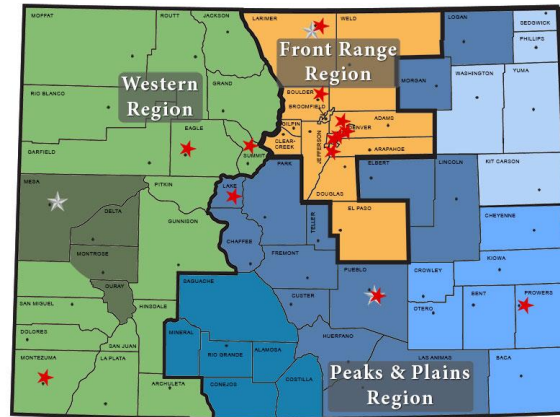 MOFFAT
ROUTT
JACKSON
LARIMER
WELD
LOGAN
SEDGWICK
PHILLIPS
Front Range
Region
Western
Region
RIO BLANCO
GRAND
BOULDER
BROOMFIELD
MORGAN
WASHINGTON
YUMA
GILPIN
DENVER
ADAMS
CLEAR-
CREEK
JEFFERSON
ARAPAHOE
GARFIELD
EAGLE
SUMMIT
PARK
DOUGLAS
ELBERT
LINCOLN
KIT CARSON
MESA
PITKIN
LAKE
DELTA
GUNNISON
CHAFFEE
TELLER
EL PASO
CHEYENNE
MONTROSE
FREMONT
KIOWA
OURAY
SAGUACHE
PUEBLO
CROWLEY
SAN MIGUEL
HINSDALE
CUSTER
OTERO
BENT
PROWERS
DOLORES
SAN JUAN
MINERAL
RIO GRANDE
ALAMOSA
HUERFANO
MONTEZUMA
LA PLATA
ARCHULETA
CONEJOS
COSTILLA
LAS ANIMAS
BACA
Peaks & Plains
Region